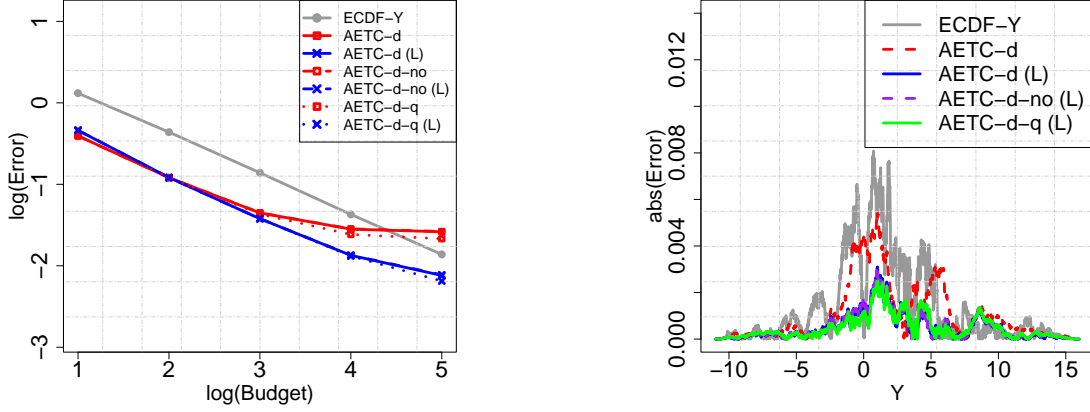 ECDF−Y
AETC−d
AETC−d (L)
AETC−d−no
AETC−d−no (L)
AETC−d−q
AETC−d−q (L)
log(Error)
1
0
−1
−2
−3
1 2 3 4 5
log(Budget)
ECDF−Y
AETC−d
AETC−d (L)
AETC−d−no (L)
AETC−d−q (L)
abs(Error)
0.012
0.008
0.004
0.000
−10 −5 0 5 10 15
Y